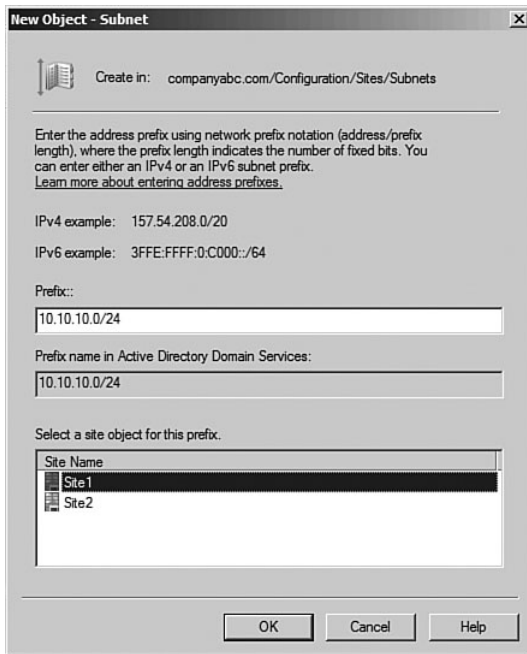 New Object - Subnet
Create in: companyabc.com/Configuration/Sites/Subnets
Enter the address prefix using network prefix notation (address/prefix
length), where the prefix length indicates the number of fixed bits. You
can enter either an IPv4 or an IPv6 subnet prefix.
Learn more about entering address prefixes.
IPv4 example: 157.54.208.0/20
IPv6 example: 3FFE:FFFF:0:C000::/64
Prefix::
10.10.10.0/24
Prefix name in Active Directory Domain Services:
10.10.10.0/24
Select a site object for this prefix.
Site Name
Site1
Site2
OK Cancel Help